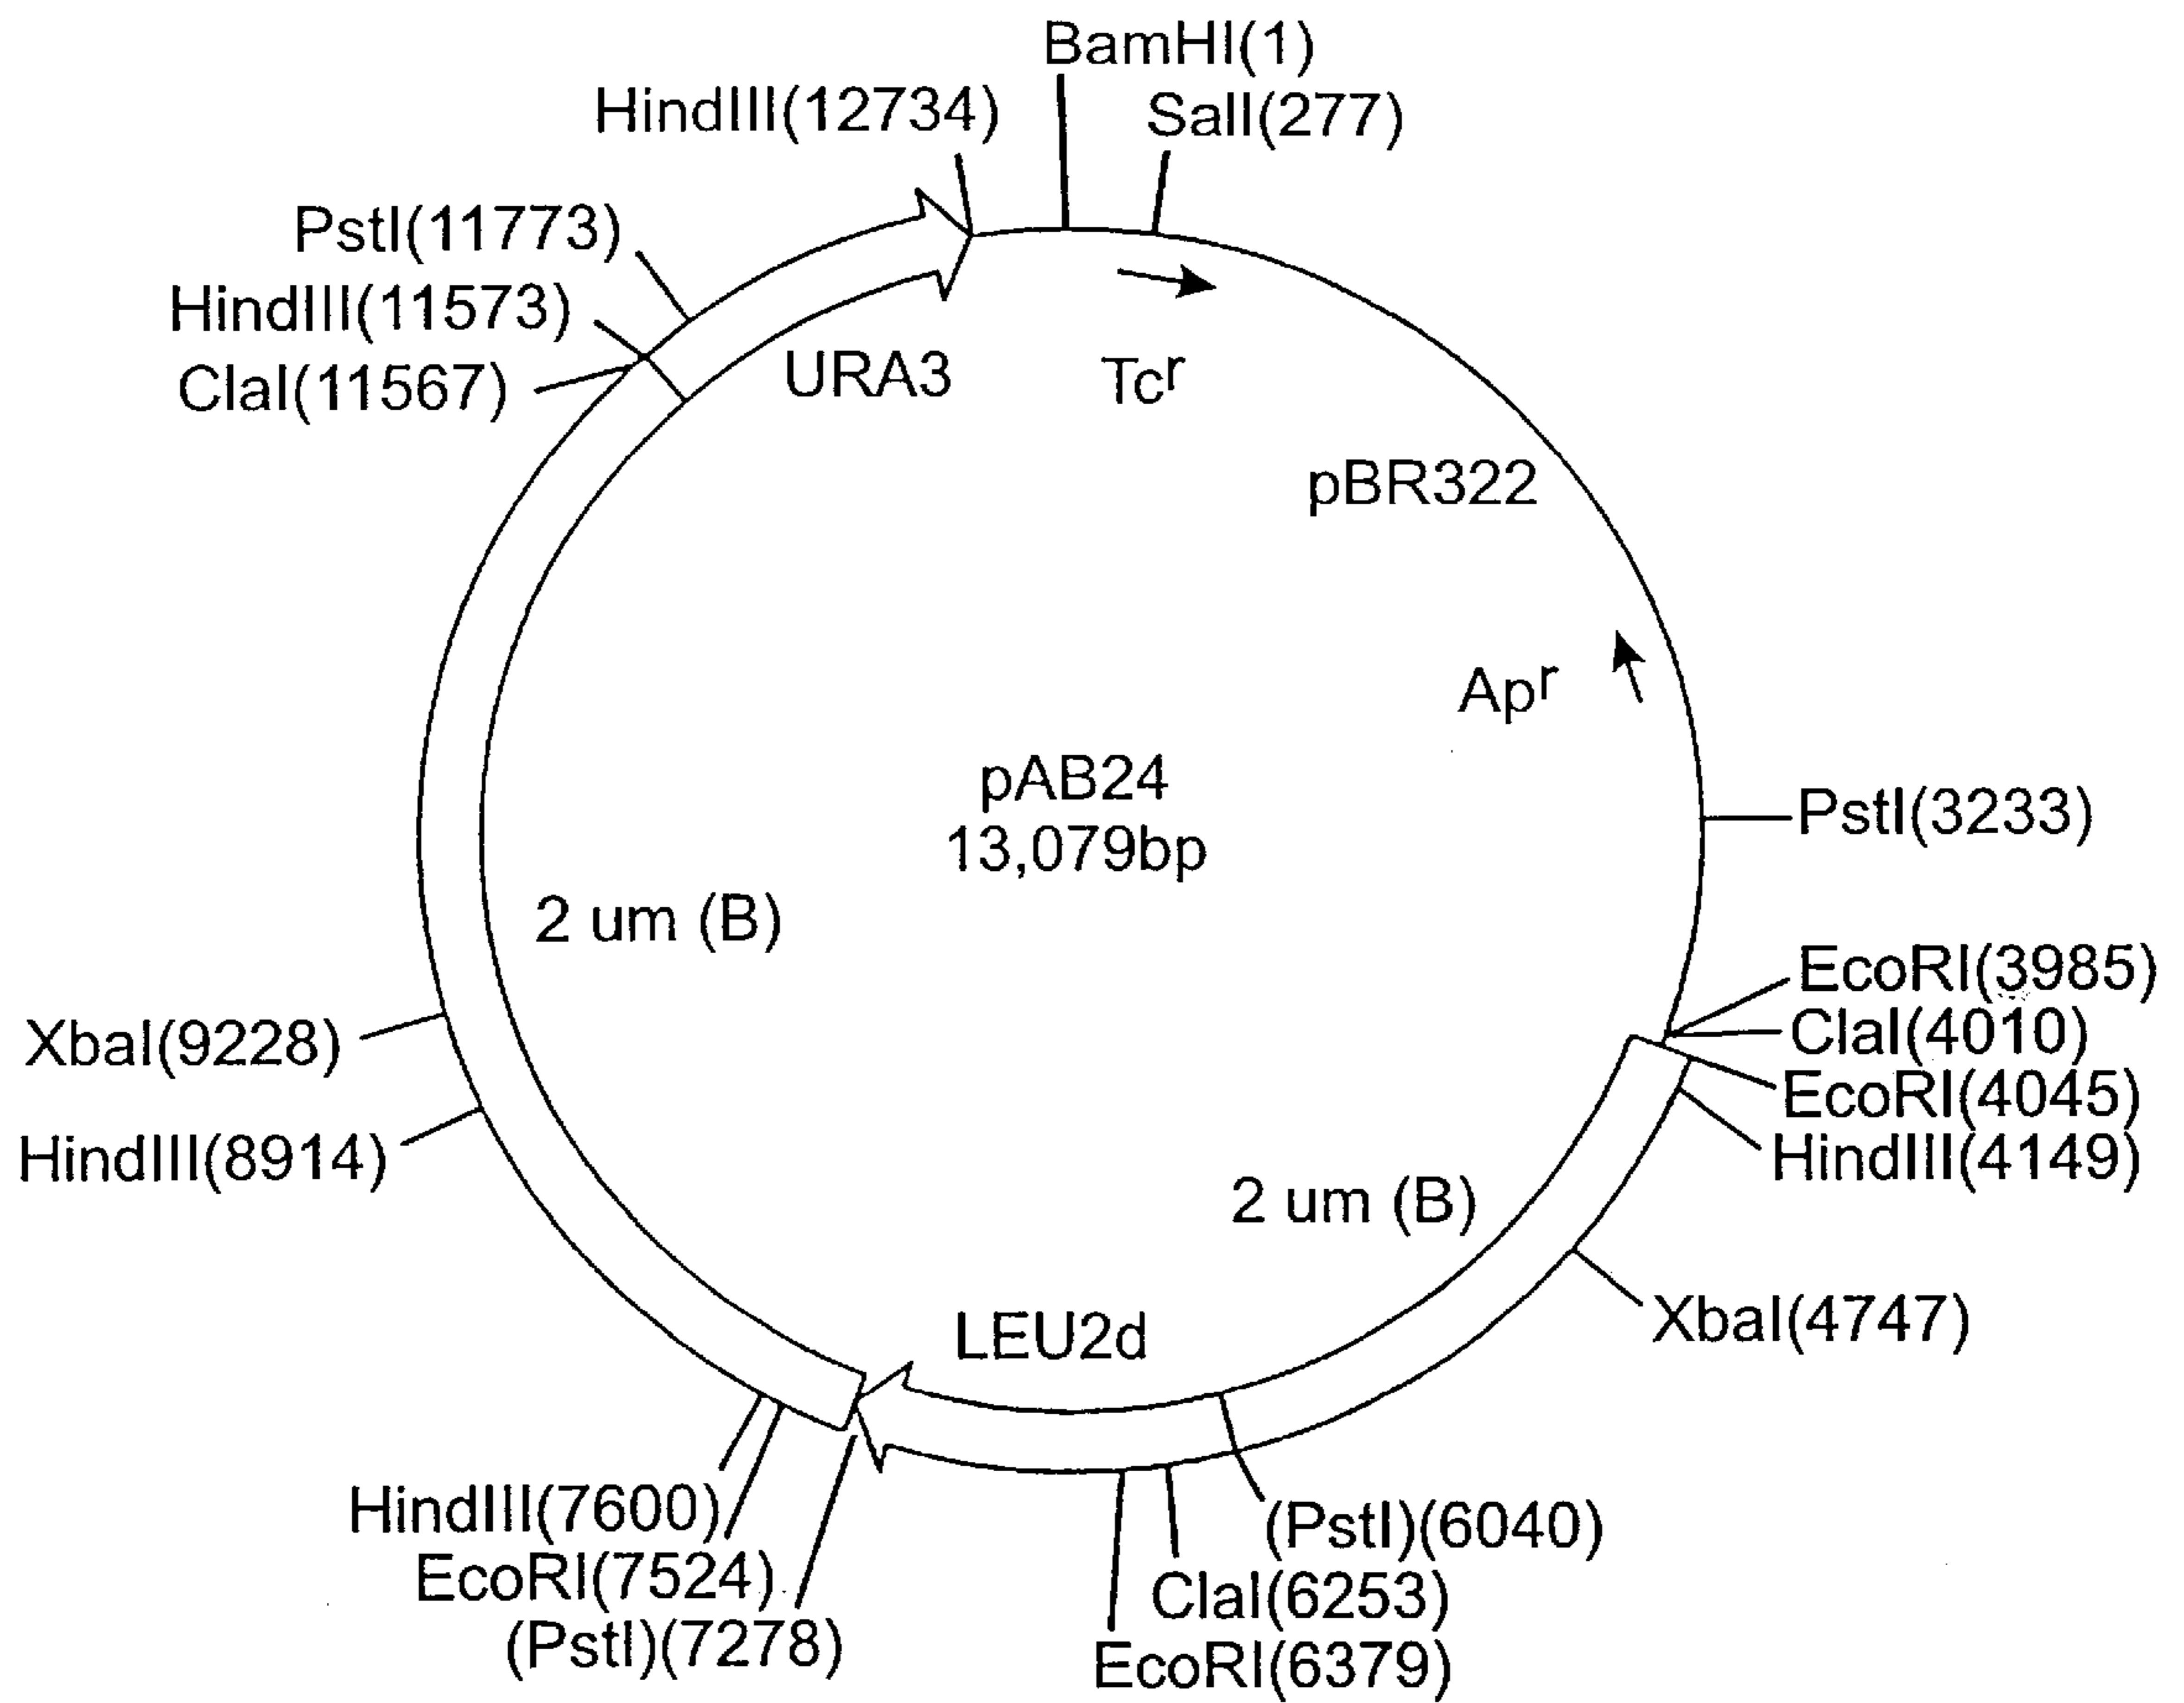 BamHI(1)
SalI(277)
HindIII(12734)
PstI(11773)
HindIII(11573)
ClaI(11567)
URA3
Tcr
pBR322
Apr
pAB24
13,079bp
PstI(3233)
2 um (B)
EcoRI(3985)
ClaI(4010)
EcoRI(4045)
HindIII(4149)
XbaI(9228)
HindIII(8914)
2 um (B)
XbaI(4747)
LEU2d
HindIII(7600)
EcoRI(7524)
(PstI)(7278)
(PstI)(6040)
ClaI(6253)
EcoRI(6379)